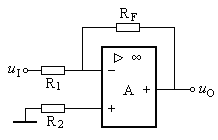 R_F
▷ ∞
u_I
−
R_1
A
+
u_O
R_2
+